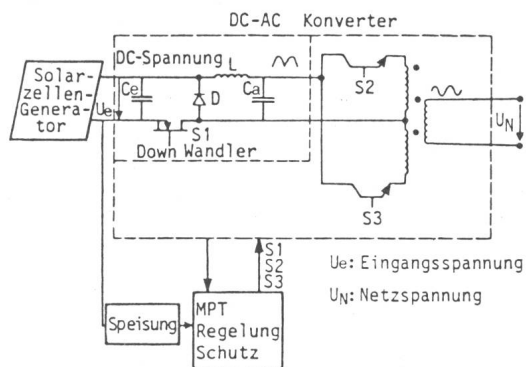 DC-AC Konverter
DC-Spannung
L
Solar-
zellen-
Genera-
tor
Ue
Ce
D
Ca
S1
Down Wandler
S2
S3
UN
S1
S2
S3
Speisung
MPT
Regelung
Schutz
Ue: Eingangsspannung
UN: Netzspannung